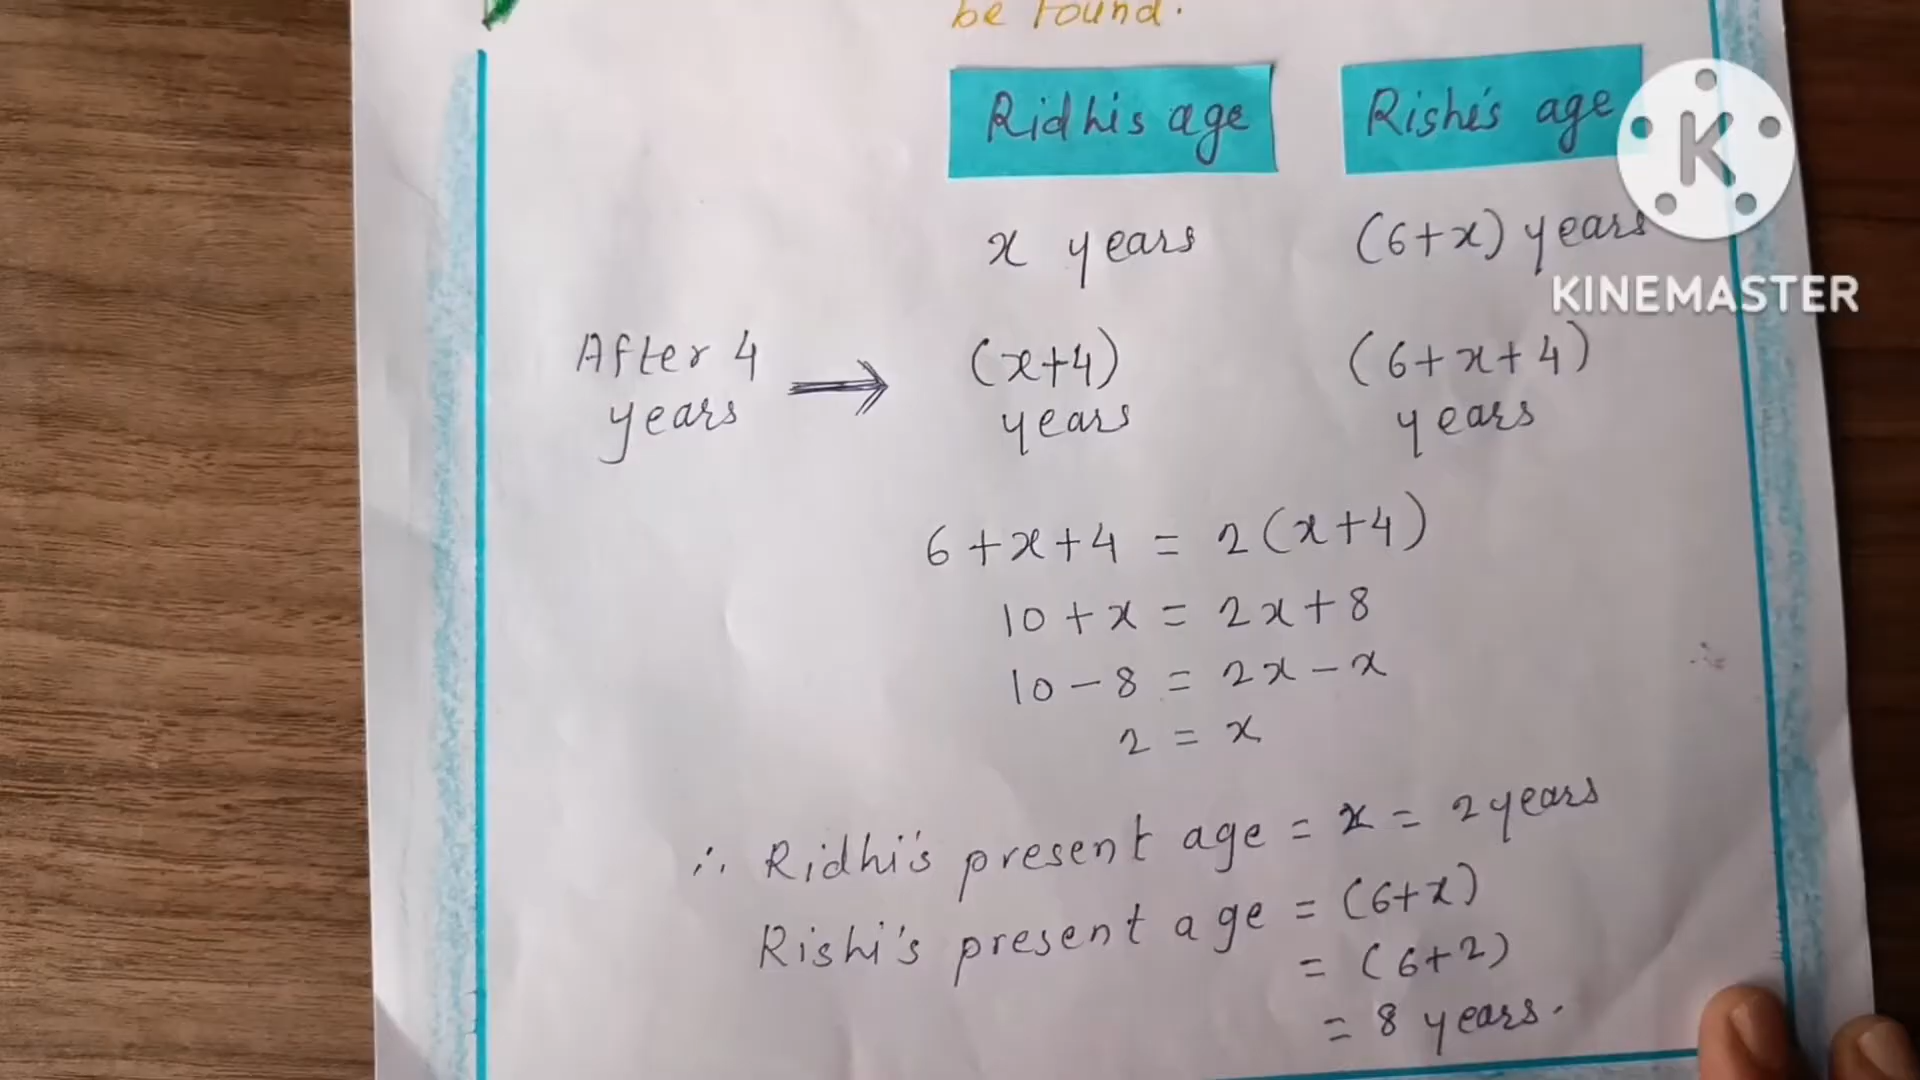 be found.
Ridhis age Rishi's age
x years (6+x) years
After 4 years ⟹ (x+4) years (6+x+4) years
6+x+4 = 2(x+4)
10+x = 2x+8
10-8 = 2x-x
2 = x
∴ Ridhi's present age = x = 2 years
Rishi's present age = (6+x)
= (6+2)
= 8 years.
K
KINEMASTER